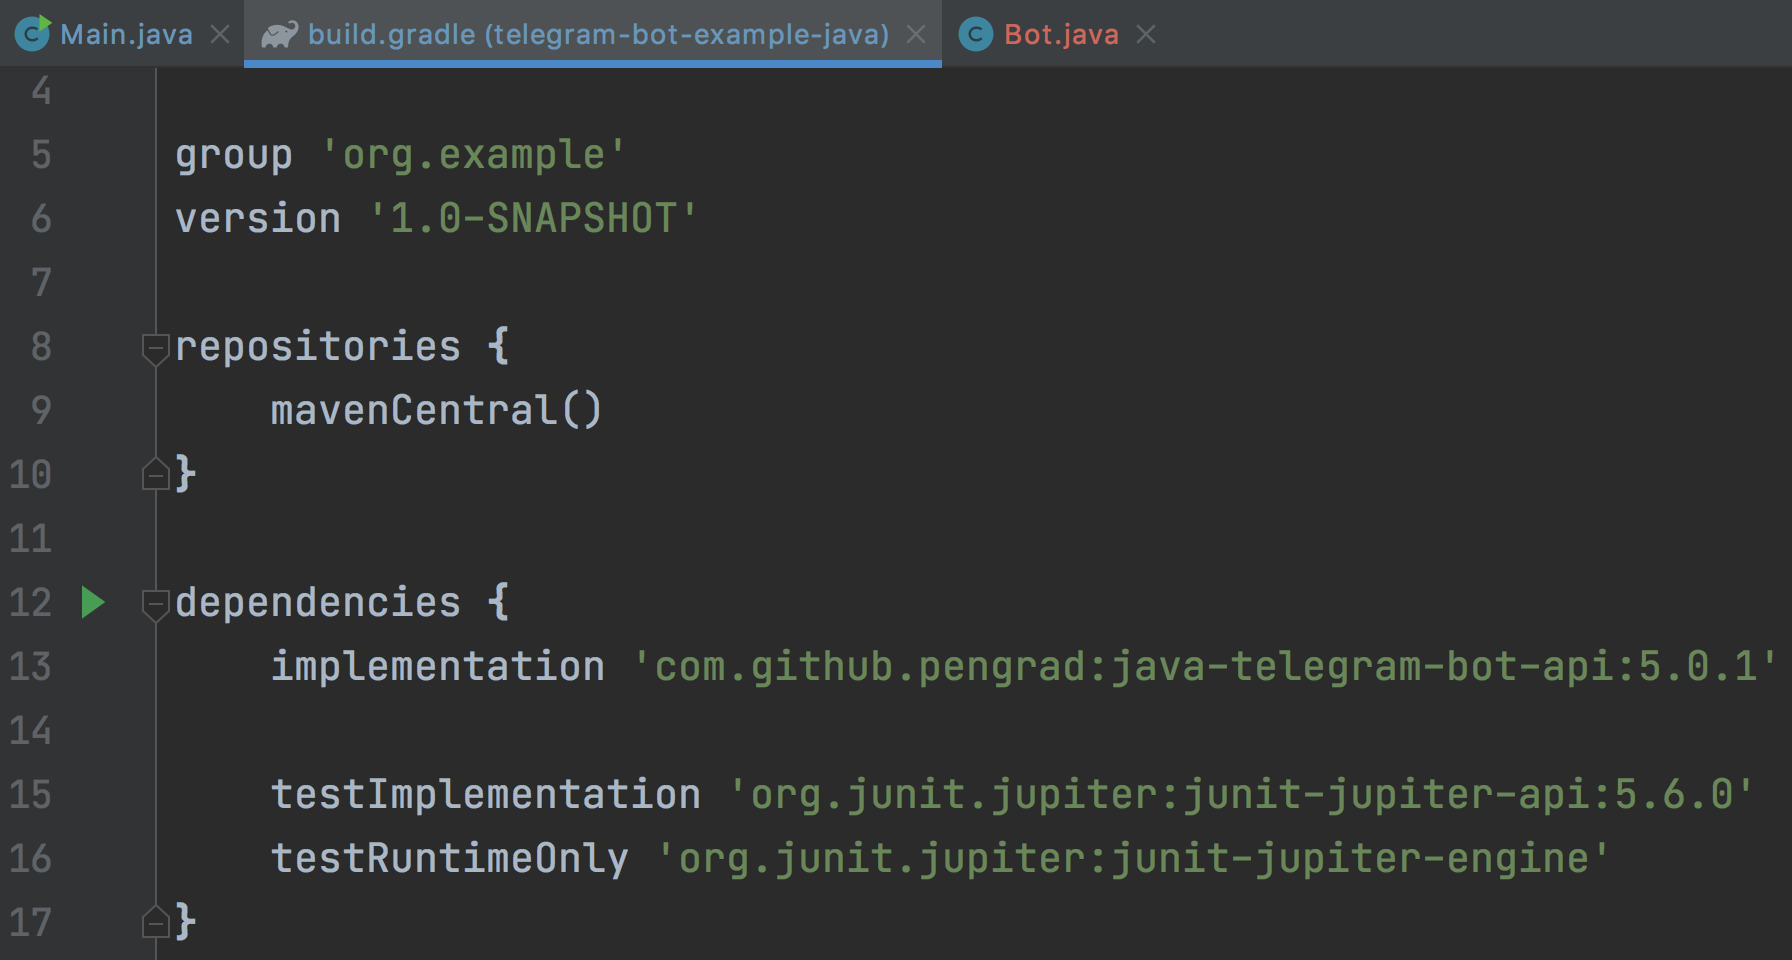 Main.java
build.gradle (telegram-bot-example-java)
Bot.java
4
5 group 'org.example'
6 version '1.0-SNAPSHOT'
7
8 repositories {
9 mavenCentral()
10 }
11
12 dependencies {
13 implementation 'com.github.pengrad:java-telegram-bot-api:5.0.1'
14
15 testImplementation 'org.junit.jupiter:junit-jupiter-api:5.6.0'
16 testRuntimeOnly 'org.junit.jupiter:junit-jupiter-engine'
17 }